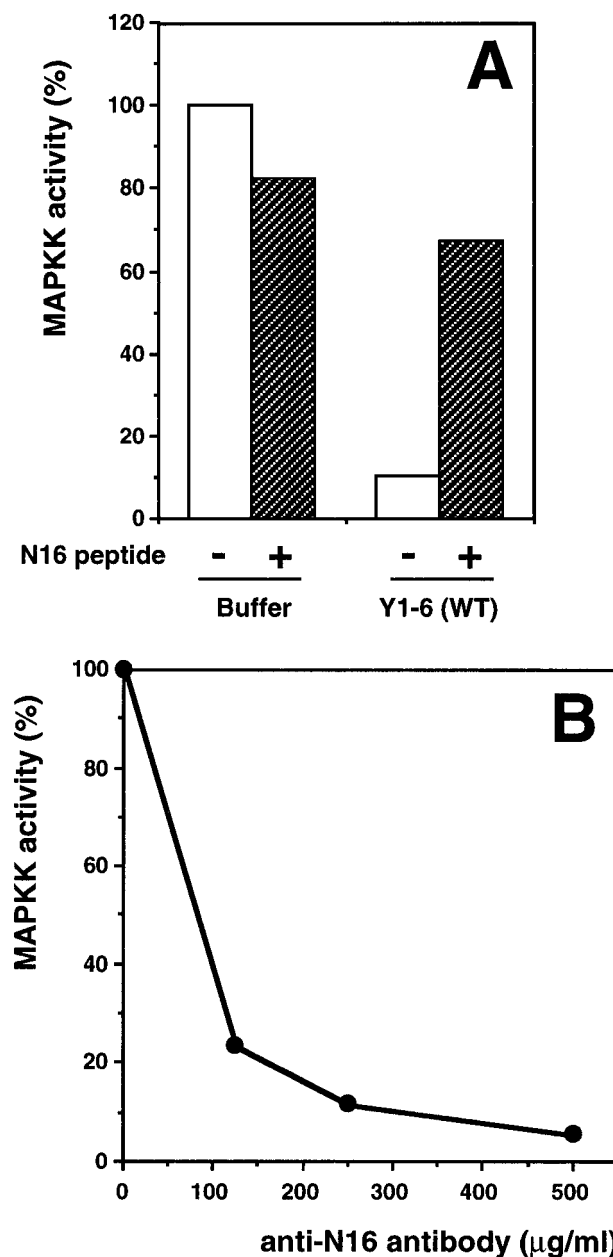 A
MAPKK activity (%)
120
100
80
60
40
20
0
N16 peptide - + - +
Buffer Y1-6 (WT)
B
MAPKK activity (%)
100
80
60
40
20
0
0 100 200 300 400 500
anti-N16 antibody (µg/ml)